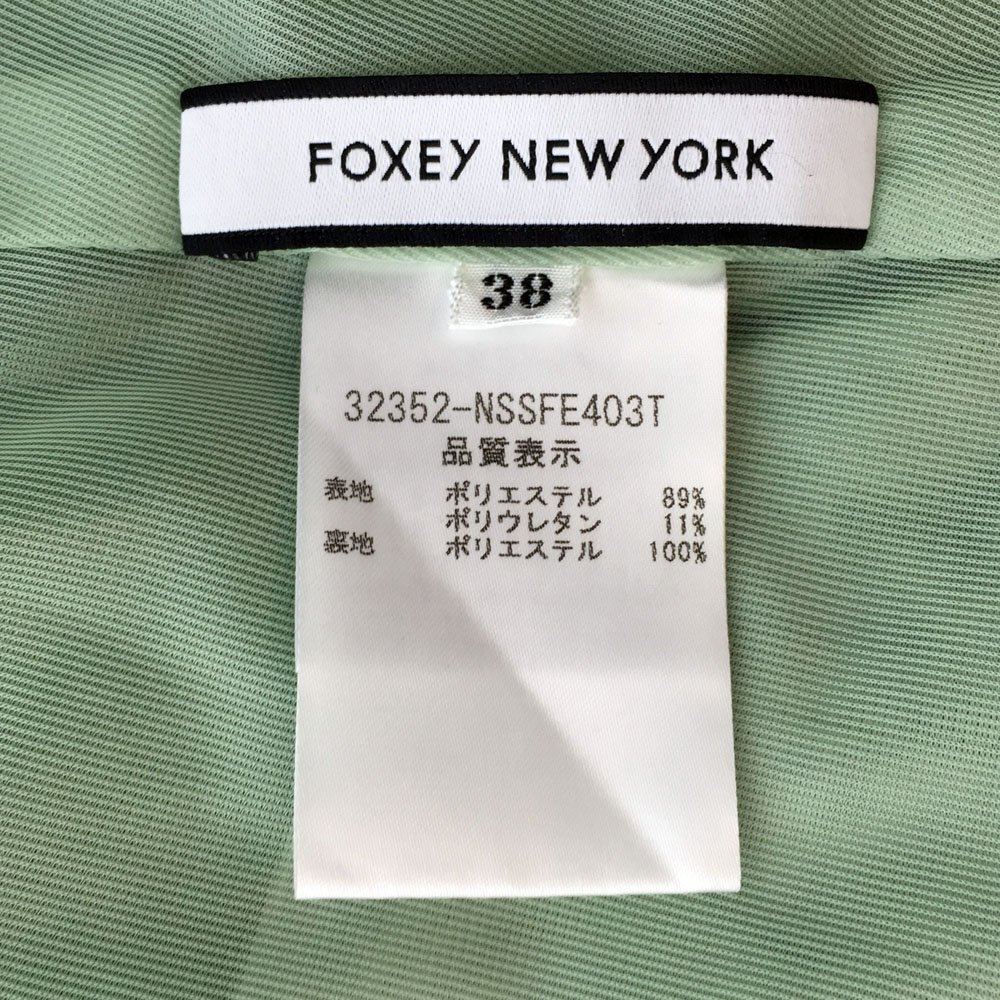 FOXEY NEW YORK
38
32352-NSSFE403T
品質表示
表地 ポリエステル 89%
ポリウレタン 11%
裏地 ポリエステル 100%